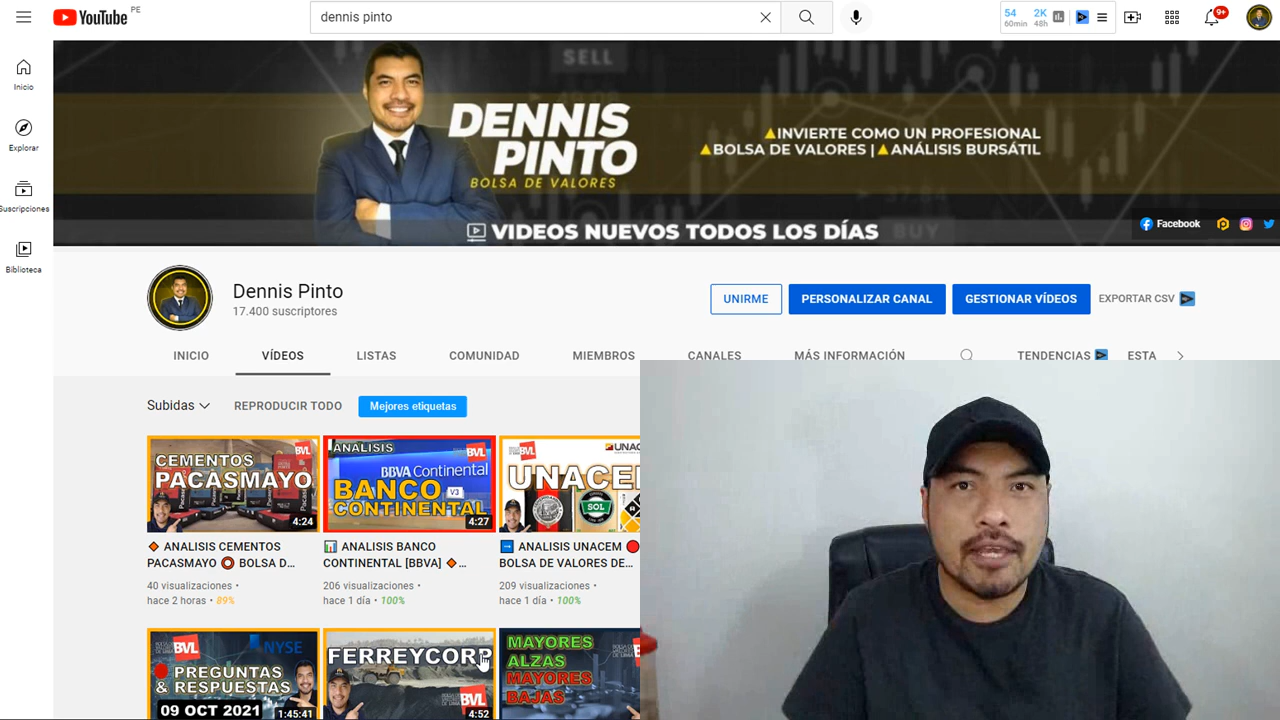 YouTube PE
dennis pinto
54
60min
2K
48h
9+
Inicio
Explorar
Suscripciones
Biblioteca
SELL
DENNIS
PINTO
BOLSA DE VALORES
INVIERTE COMO UN PROFESIONAL
BOLSA DE VALORES | ANÁLISIS BURSÁTIL
VIDEOS NUEVOS TODOS LOS DÍAS
BUY
Facebook
Dennis Pinto
17.400 suscriptores
UNIRME
PERSONALIZAR CANAL
GESTIONAR VÍDEOS
EXPORTAR CSV
INICIO
VÍDEOS
LISTAS
COMUNIDAD
MIEMBROS
CANALES
MÁS INFORMACIÓN
TENDENCIAS
ESTA
Subidas
REPRODUCIR TODO
Mejores etiquetas
BVL
CEMENTOS
PACASMAYO
4:24
ANALISIS CEMENTOS
PACASMAYO BOLSA D...
40 visualizaciones •
hace 2 horas • 89%
ANALISIS
BVL
BBVA Continental
BANCO
V3
CONTINENTAL
4:27
ANALISIS BANCO
CONTINENTAL [BBVA] ...
206 visualizaciones •
hace 1 día • 100%
BVL
UNAC
UNACE
SOL
ANALISIS UNACEM
BOLSA DE VALORES DE...
209 visualizaciones •
hace 1 día • 100%
BVL
NYSE
PREGUNTAS
& RESPUESTAS
09 OCT 2021
1:45:41
FERREYCORP
BVL
4:52
MAYORES
ALZAS
MAYORES
BAJAS